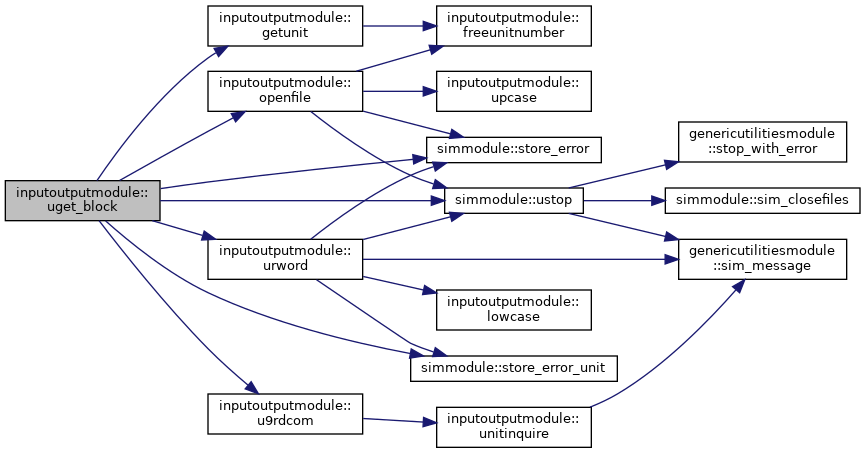 inputoutputmodule::
uget_block
inputoutputmodule::
getunit
inputoutputmodule::
openfile
inputoutputmodule::
urword
inputoutputmodule::
u9rdcom
inputoutputmodule::
freeunitnumber
inputoutputmodule::
upcase
simmodule::store_error
simmodule::ustop
inputoutputmodule::
lowcase
simmodule::store_error_unit
inputoutputmodule::
unitinquire
genericutilitiesmodule
::stop_with_error
simmodule::sim_closefiles
genericutilitiesmodule
::sim_message